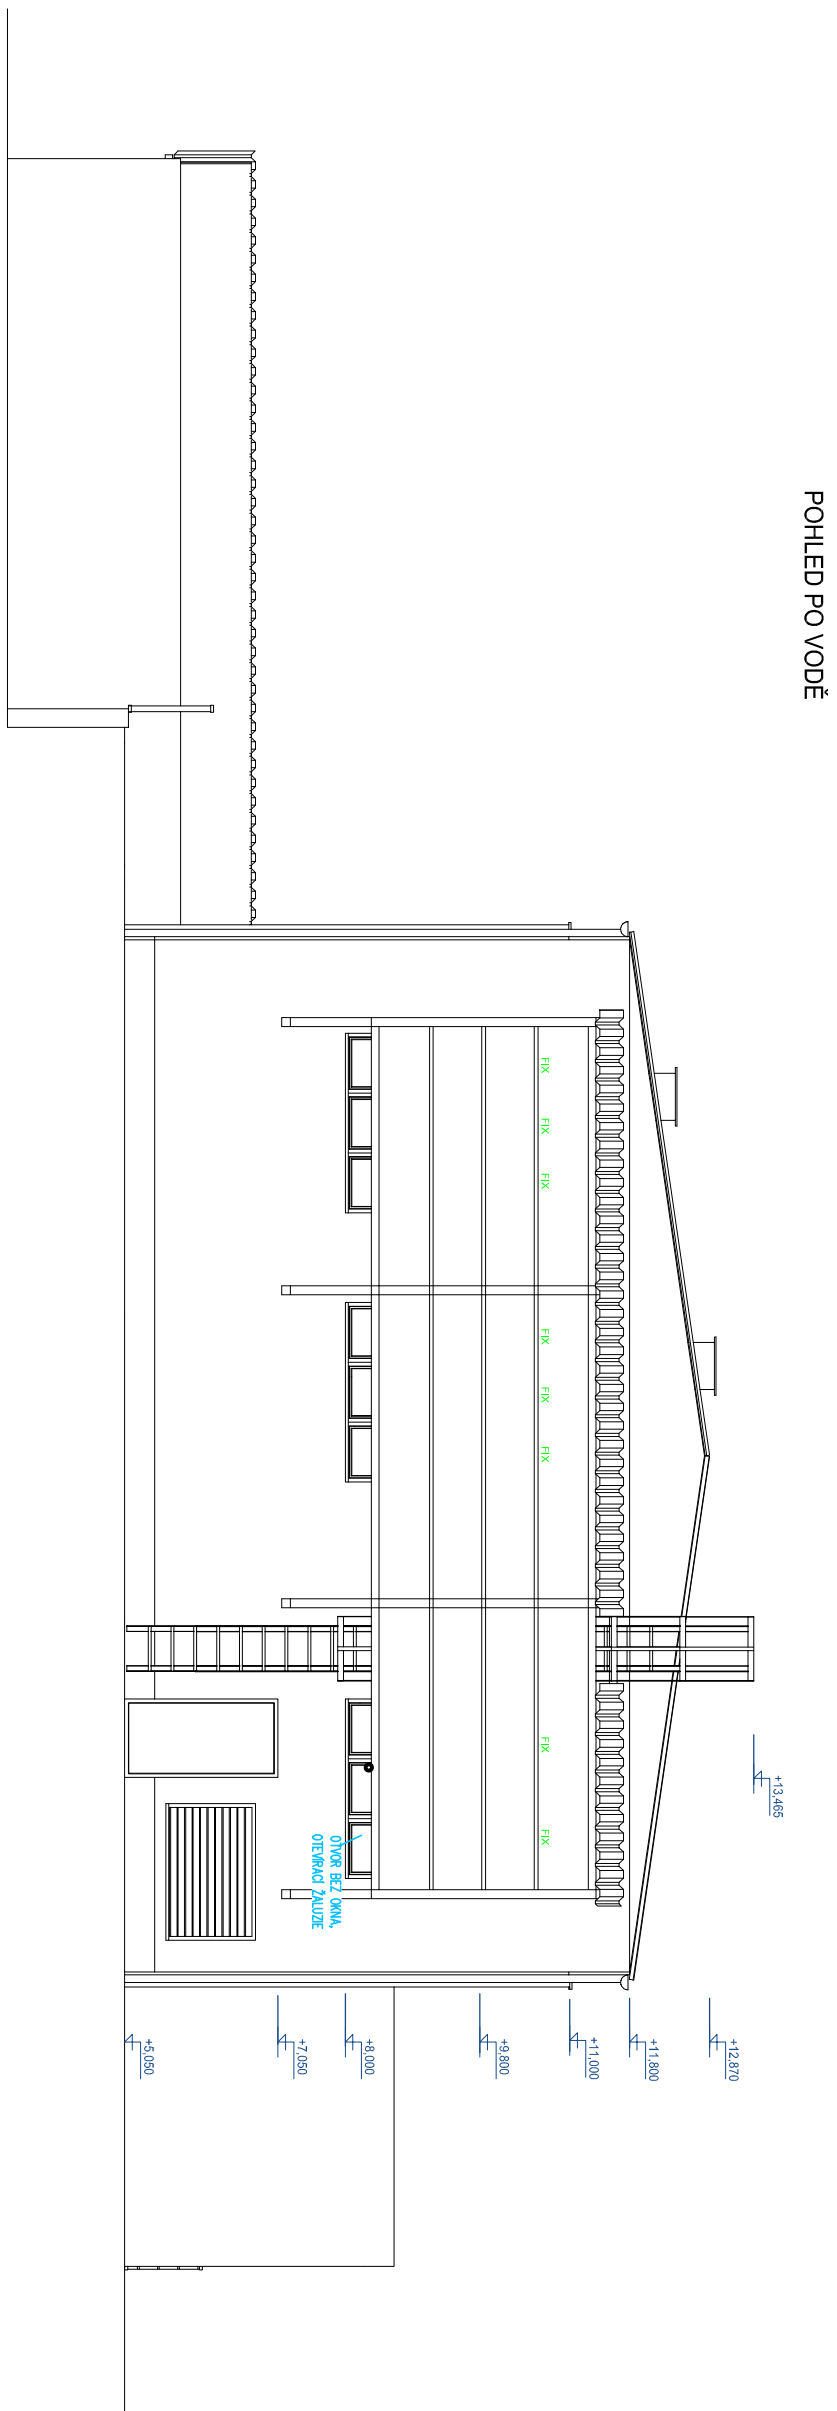 POHLED PO VODĚ
+13,465
+12,870
+11,800
+11,000
+9,800
+8,000
+7,050
+5,050
FIX
FIX
FIX
FIX
FIX
FIX
FIX
FIX
OTVOR BEZ OKNA,
OTEVÍRACÍ ŽALUZIE